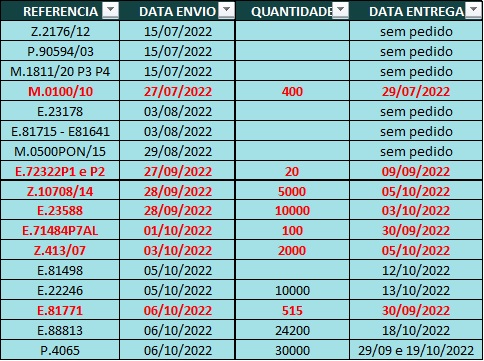 REFERENCIA DATA ENVIO QUANTIDADE DATA ENTREGA
Z.2176/12 15/07/2022 sem pedido
P.90594/03 15/07/2022 sem pedido
M.1811/20 P3 P4 15/07/2022 sem pedido
M.0100/10 27/07/2022 400 29/07/2022
E.23178 03/08/2022 sem pedido
E.81715 - E81641 03/08/2022 sem pedido
M.0500PON/15 29/08/2022 sem pedido
E.72322P1 e P2 27/09/2022 20 09/09/2022
Z.10708/14 28/09/2022 5000 05/10/2022
E.23588 28/09/2022 10000 03/10/2022
E.71484P7AL 01/10/2022 100 30/09/2022
Z.413/07 03/10/2022 2000 05/10/2022
E.81498 05/10/2022 12/10/2022
E.22246 05/10/2022 10000 13/10/2022
E.81771 06/10/2022 515 30/09/2022
E.88813 06/10/2022 24200 18/10/2022
P.4065 06/10/2022 30000 29/09 e 19/10/2022